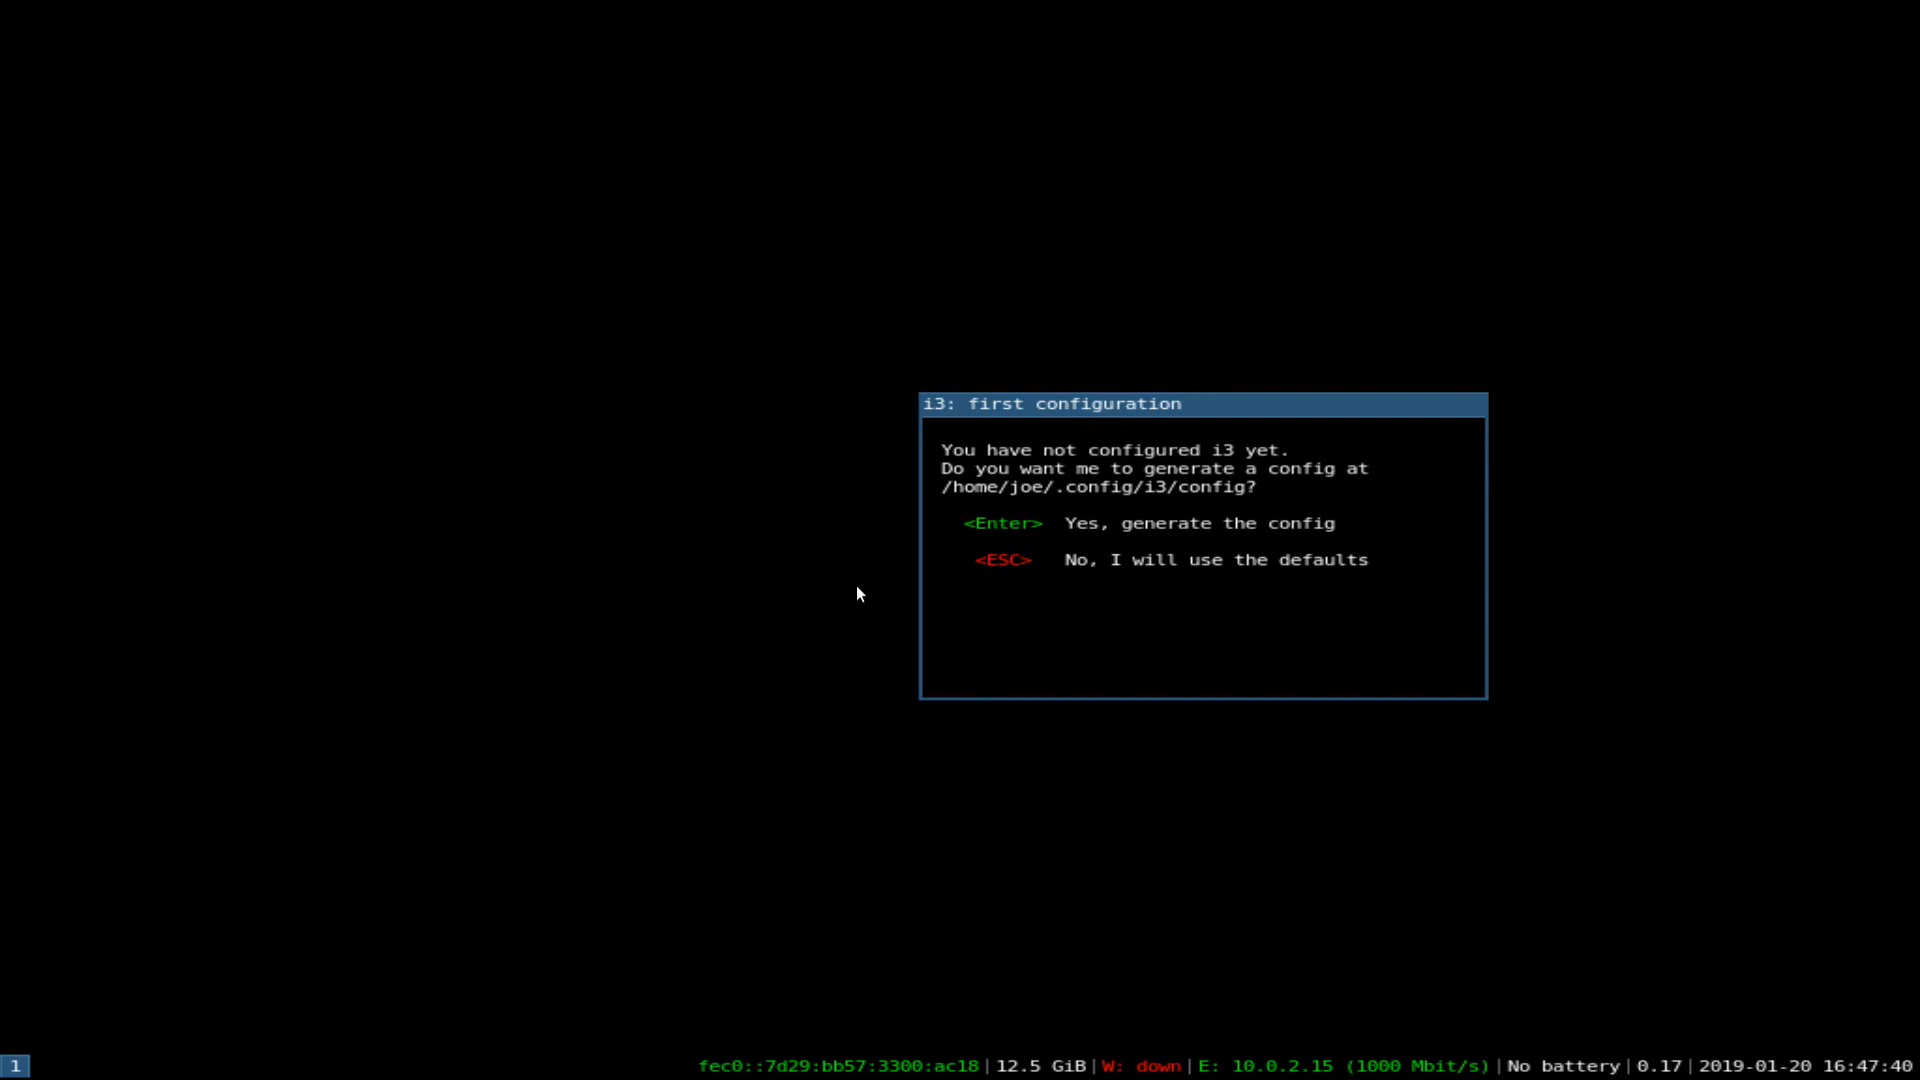 i3: first configuration
You have not configured i3 yet.
Do you want me to generate a config at
/home/joe/.config/i3/config?
<Enter> Yes, generate the config
<ESC> No, I will use the defaults
1
fec0::7d29:bb57:3300:ac18|12.5 GiB|W: down|E: 10.0.2.15 (1000 Mbit/s)|No battery|0.17|2019-01-20 16:47:40